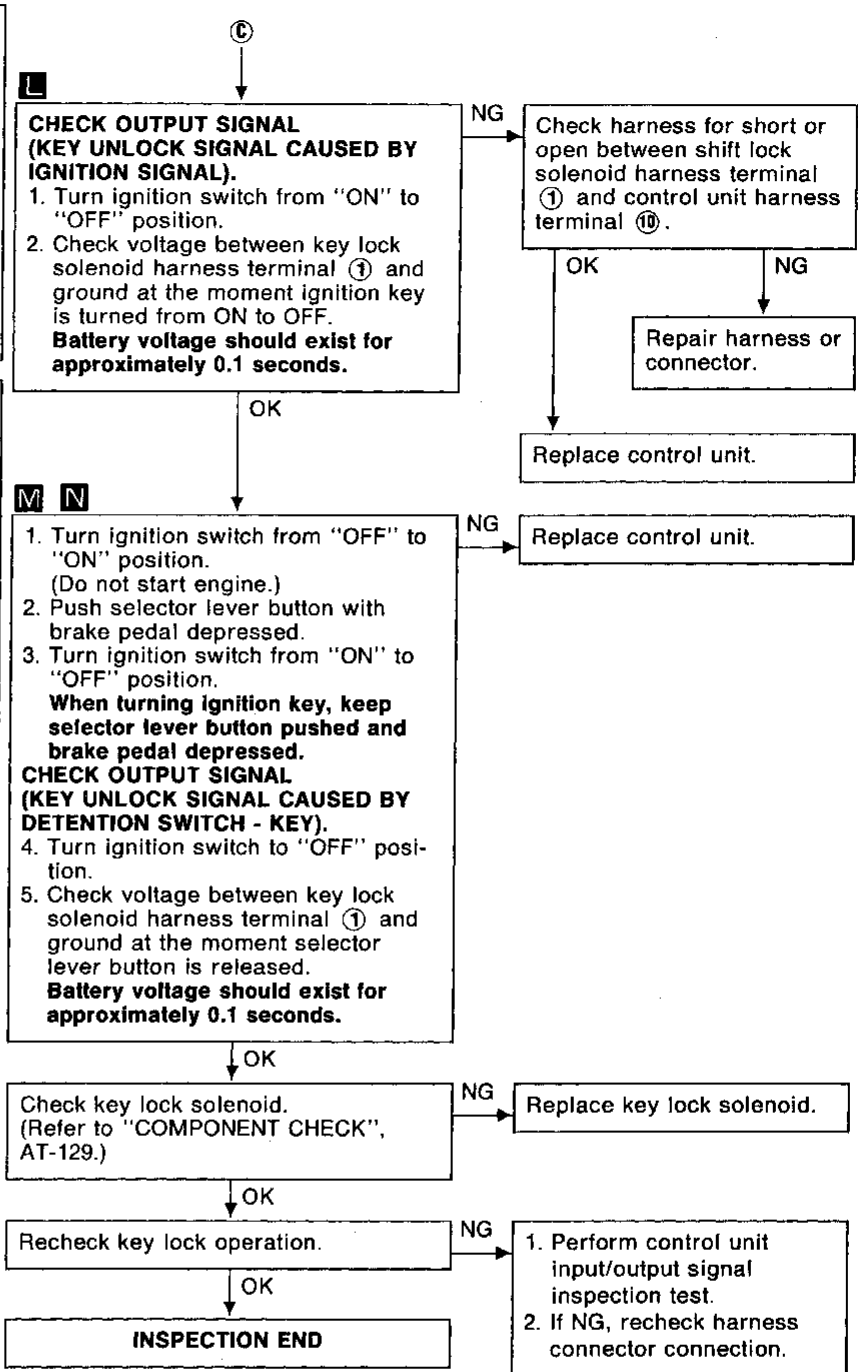 Ⓒ
L
CHECK OUTPUT SIGNAL
(KEY UNLOCK SIGNAL CAUSED BY
IGNITION SIGNAL).
1. Turn ignition switch from "ON" to
"OFF" position.
2. Check voltage between key lock
solenoid harness terminal ① and
ground at the moment ignition key
is turned from ON to OFF.
Battery voltage should exist for
approximately 0.1 seconds.
NG
Check harness for short or
open between shift lock
solenoid harness terminal
① and control unit harness
terminal ⑩.
OK
NG
Repair harness or
connector.
Replace control unit.
OK
M N
1. Turn ignition switch from "OFF" to
"ON" position.
(Do not start engine.)
2. Push selector lever button with
brake pedal depressed.
3. Turn ignition switch from "ON" to
"OFF" position.
When turning ignition key, keep
selector lever button pushed and
brake pedal depressed.
CHECK OUTPUT SIGNAL
(KEY UNLOCK SIGNAL CAUSED BY
DETENTION SWITCH - KEY).
4. Turn ignition switch to "OFF" posi-
tion.
5. Check voltage between key lock
solenoid harness terminal ① and
ground at the moment selector
lever button is released.
Battery voltage should exist for
approximately 0.1 seconds.
NG
Replace control unit.
OK
Check key lock solenoid.
(Refer to "COMPONENT CHECK",
AT-129.)
NG
Replace key lock solenoid.
OK
Recheck key lock operation.
NG
1. Perform control unit
input/output signal
inspection test.
2. If NG, recheck harness
connector connection.
OK
INSPECTION END